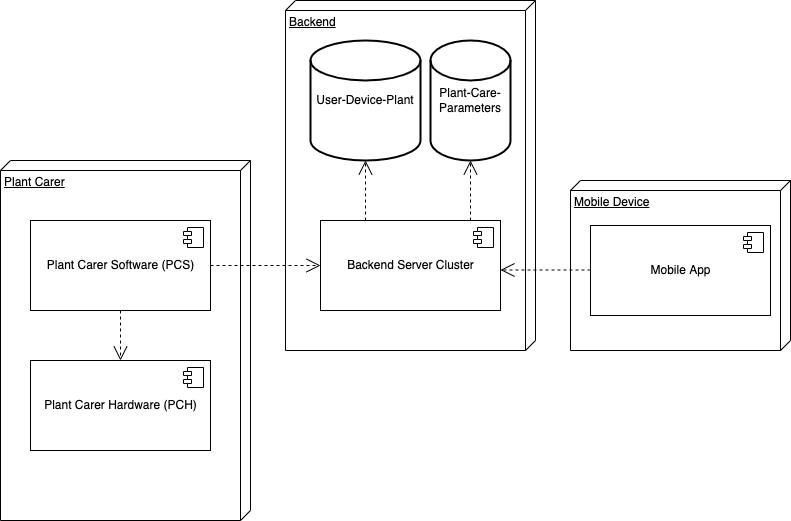 Backend
User-Device-Plant
Plant-Care-
Parameters
Plant Carer
Mobile Device
Plant Carer Software (PCS)
Backend Server Cluster
Mobile App
Plant Carer Hardware (PCH)